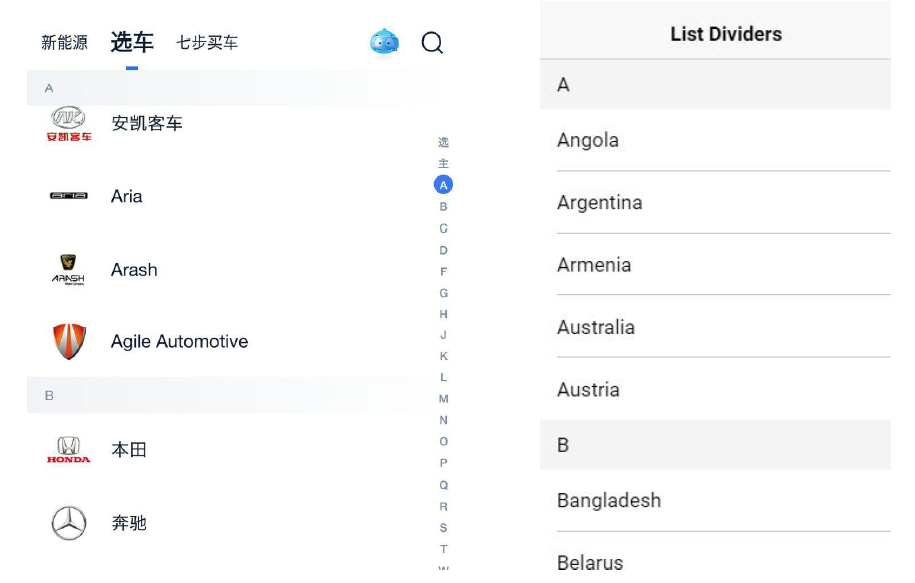 新能源 选车 七步买车
A
安凯客车
安凯客车
aria Aria
ARASH Arash
Agile Automotive
B
HONDA 本田
奔驰
选
主
A
B
C
D
F
G
H
J
K
L
M
N
O
P
Q
R
S
T
W
List Dividers
A
Angola
Argentina
Armenia
Australia
Austria
B
Bangladesh
Belarus